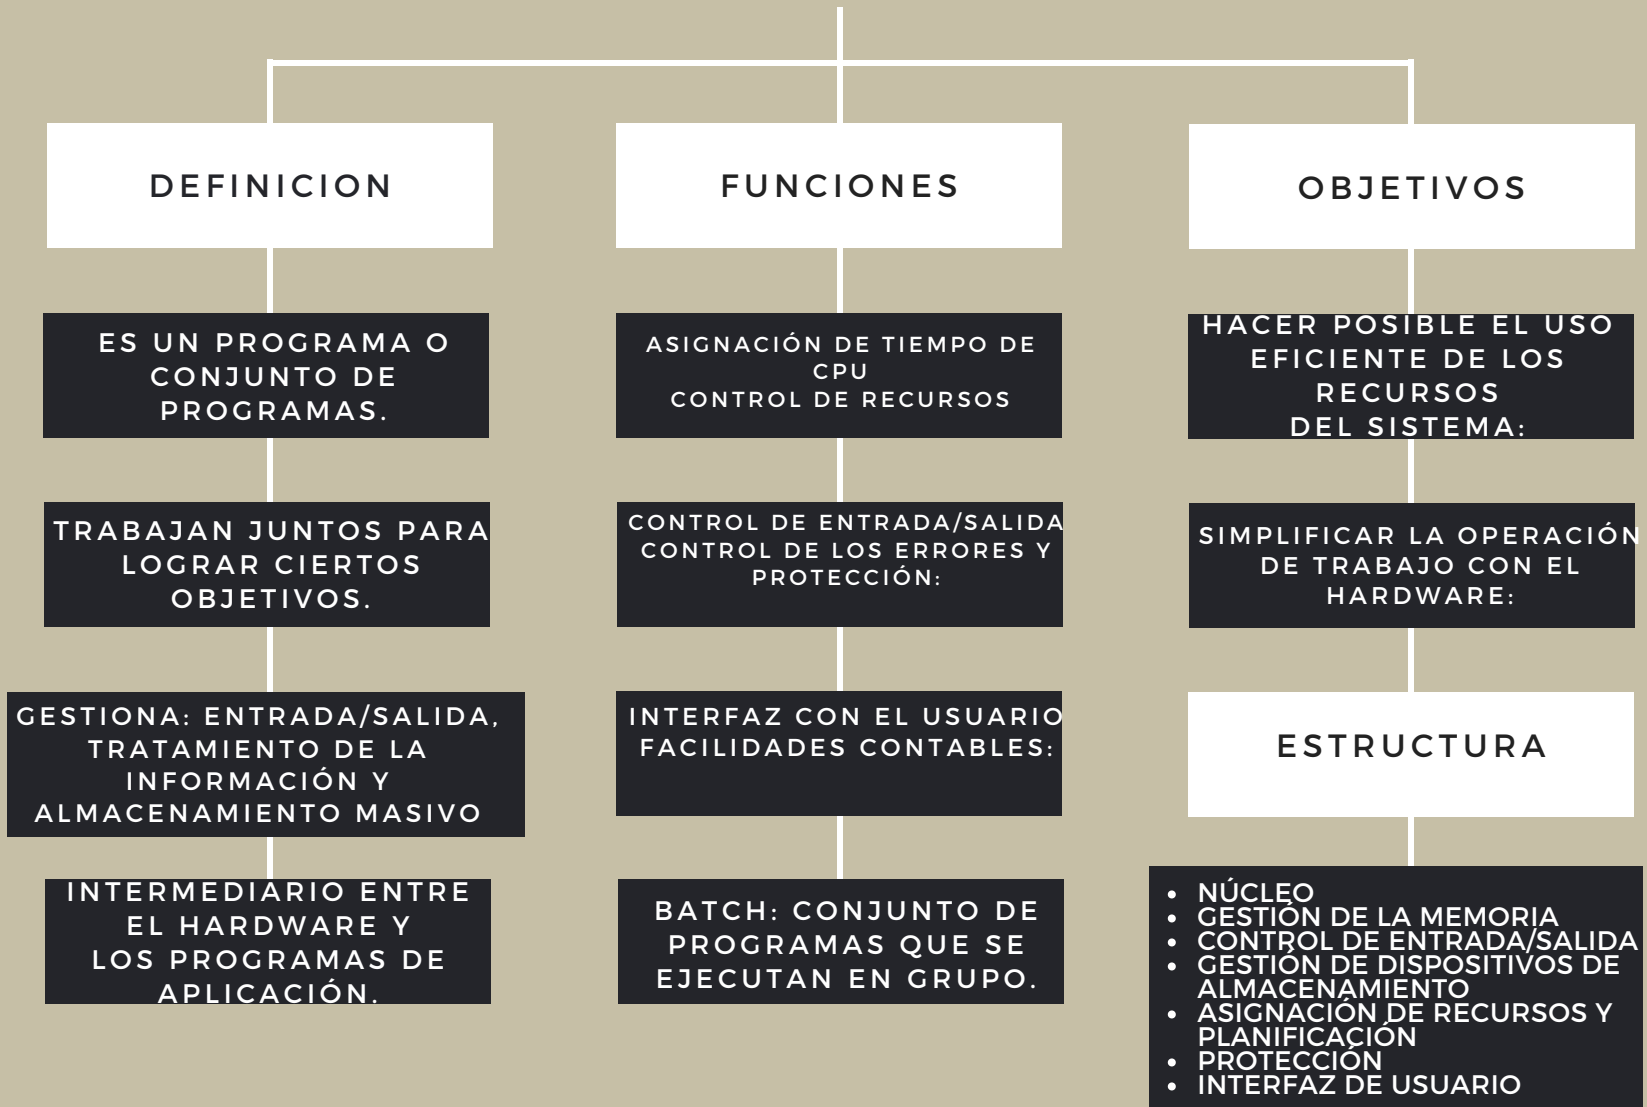 DEFINICION
ES UN PROGRAMA O
CONJUNTO DE
PROGRAMAS.
TRABAJAN JUNTOS PARA
LOGRAR CIERTOS
OBJETIVOS.
GESTIONA: ENTRADA/SALIDA,
TRATAMIENTO DE LA
INFORMACIÓN Y
ALMACENAMIENTO MASIVO
INTERMEDIARIO ENTRE
EL HARDWARE Y
LOS PROGRAMAS DE
APLICACIÓN.
FUNCIONES
ASIGNACIÓN DE TIEMPO DE
CPU
CONTROL DE RECURSOS
CONTROL DE ENTRADA/SALIDA
CONTROL DE LOS ERRORES Y
PROTECCIÓN:
INTERFAZ CON EL USUARIO
FACILIDADES CONTABLES:
BATCH: CONJUNTO DE
PROGRAMAS QUE SE
EJECUTAN EN GRUPO.
OBJETIVOS
HACER POSIBLE EL USO
EFICIENTE DE LOS
RECURSOS
DEL SISTEMA:
SIMPLIFICAR LA OPERACIÓN
DE TRABAJO CON EL
HARDWARE:
ESTRUCTURA
• NÚCLEO
• GESTIÓN DE LA MEMORIA
• CONTROL DE ENTRADA/SALIDA
• GESTIÓN DE DISPOSITIVOS DE
ALMACENAMIENTO
• ASIGNACIÓN DE RECURSOS Y
PLANIFICACIÓN
• PROTECCIÓN
• INTERFAZ DE USUARIO